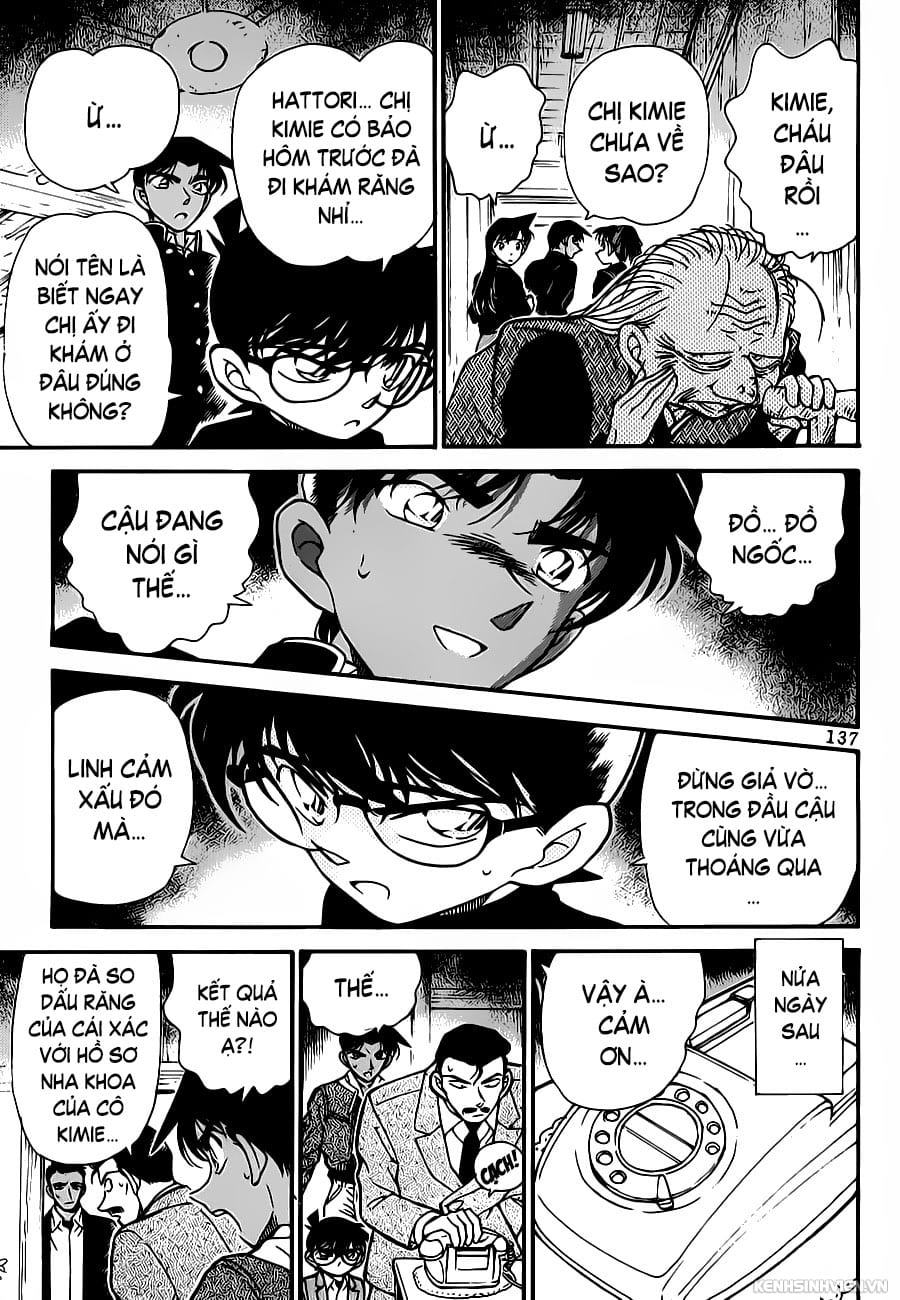 KIMIE,
CHÁU
ĐÂU
RỒI
...
CHỊ KIMIE
CHƯA VỀ
SAO?
Ừ...
HATTORI... CHỊ
KIMIE CÓ BẢO
HÔM TRƯỚC ĐÃ
ĐI KHÁM RĂNG
NHỈ...
Ừ...
NÓI TÊN LÀ
BIẾT NGAY
CHỊ ẤY ĐI
KHÁM Ở
ĐÂU ĐÚNG
KHÔNG?
ĐỒ... ĐỒ
NGỐC...
CẬU ĐANG
NÓI GÌ
THẾ...
137
ĐỪNG GIẢ VỜ...
TRONG ĐẦU CẬU
CŨNG VỪA
THOÁNG QUA
...
LINH CẢM
XẤU ĐÓ
MÀ...
NỬA
NGÀY
SAU
...
VẬY À...
CẢM
ƠN...
CẠCH!
THẾ...
KẾT QUẢ
THẾ NÀO
Ạ?!
HỌ ĐÃ SO
DẤU RĂNG
CỦA CÁI XÁC
VỚI HỒ SƠ
NHA KHOA
CỦA CÔ
KIMIE...
KENHSINHVIEN.VN